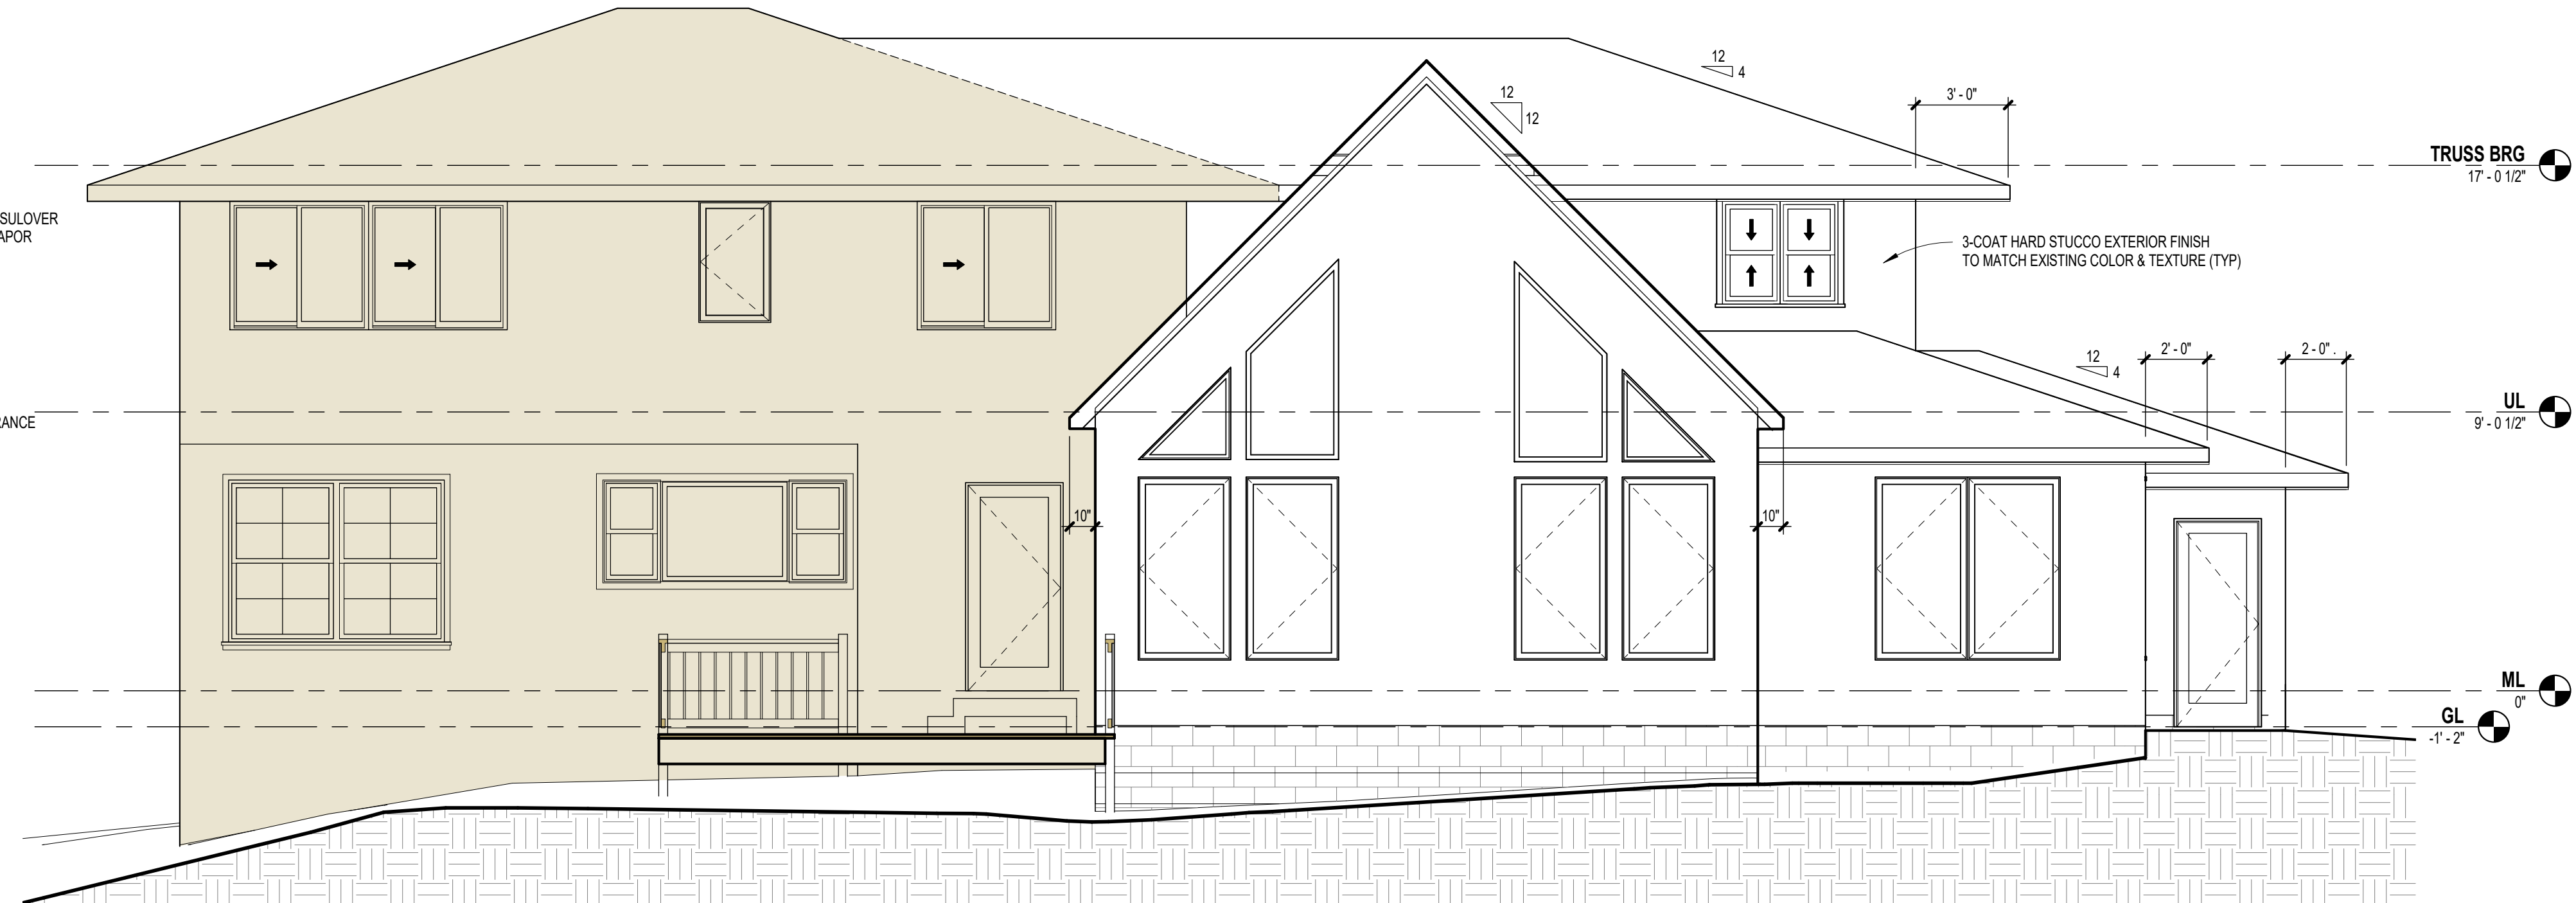 12
4
12
12
3' - 0"
TRUSS BRG
17' - 0 1/2"
SULOVER
APOR
3-COAT HARD STUCCO EXTERIOR FINISH
TO MATCH EXISTING COLOR & TEXTURE (TYP)
12
4
2' - 0"
2 - 0" .
UL
9' - 0 1/2"
RANCE
10"
10"
ML
0"
GL
-1' - 2"